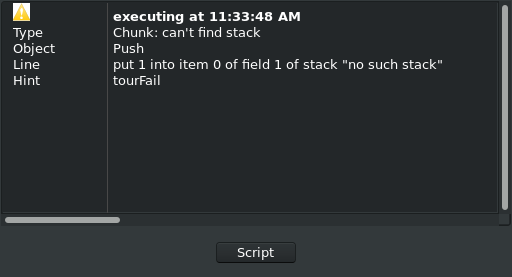 executing at 11:33:48 AM
Type Chunk: can't find stack
Object Push
Line put 1 into item 0 of field 1 of stack "no such stack"
Hint tourFail
Script